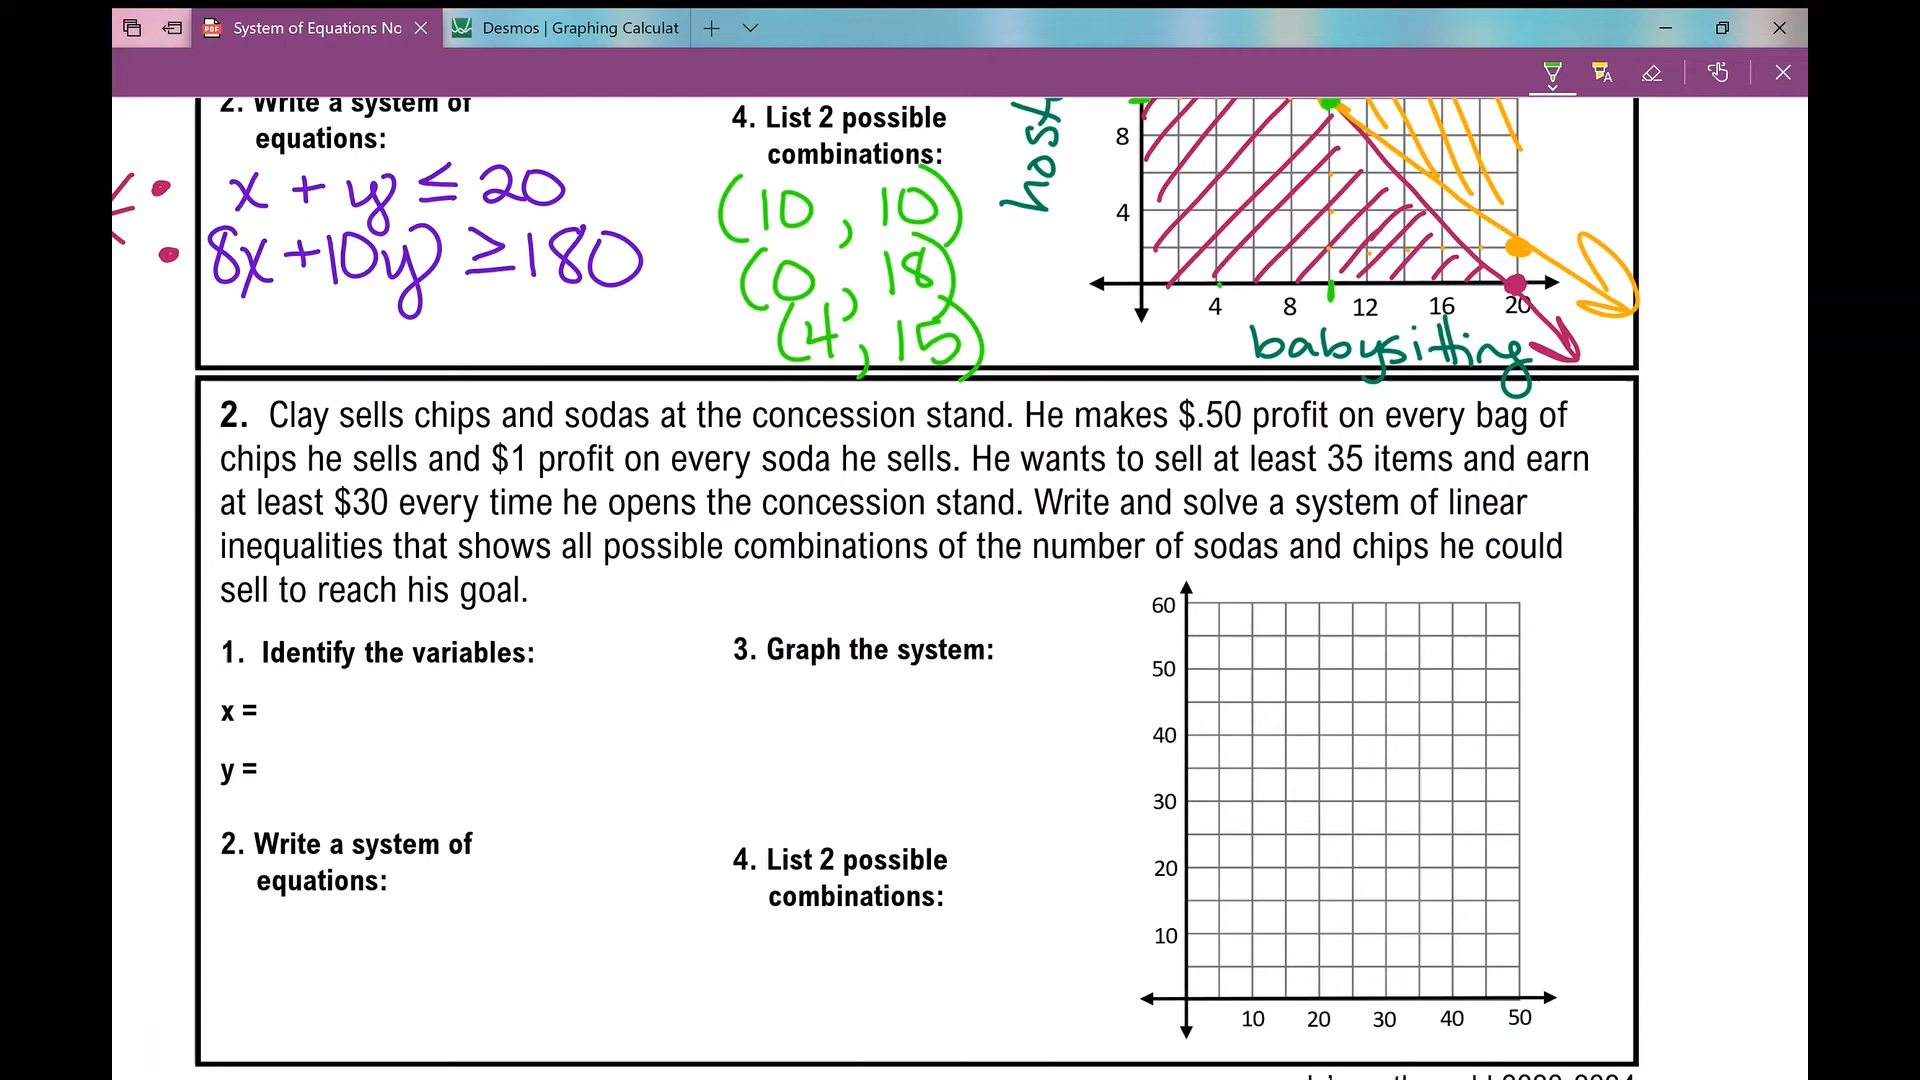 System of Equations No
Desmos | Graphing Calculat
2. Write a system of
equations:
x + y ≤ 20
8x + 10y ≥ 180
4. List 2 possible
combinations:
(10, 10)
(0, 18)
(4, 15)
host
8
4
4 8 12 16 20
babysitting
2. Clay sells chips and sodas at the concession stand. He makes $.50 profit on every bag of
chips he sells and $1 profit on every soda he sells. He wants to sell at least 35 items and earn
at least $30 every time he opens the concession stand. Write and solve a system of linear
inequalities that shows all possible combinations of the number of sodas and chips he could
sell to reach his goal.
1. Identify the variables:
x =
y =
2. Write a system of
equations:
3. Graph the system:
4. List 2 possible
combinations:
60
50
40
30
20
10
10 20 30 40 50